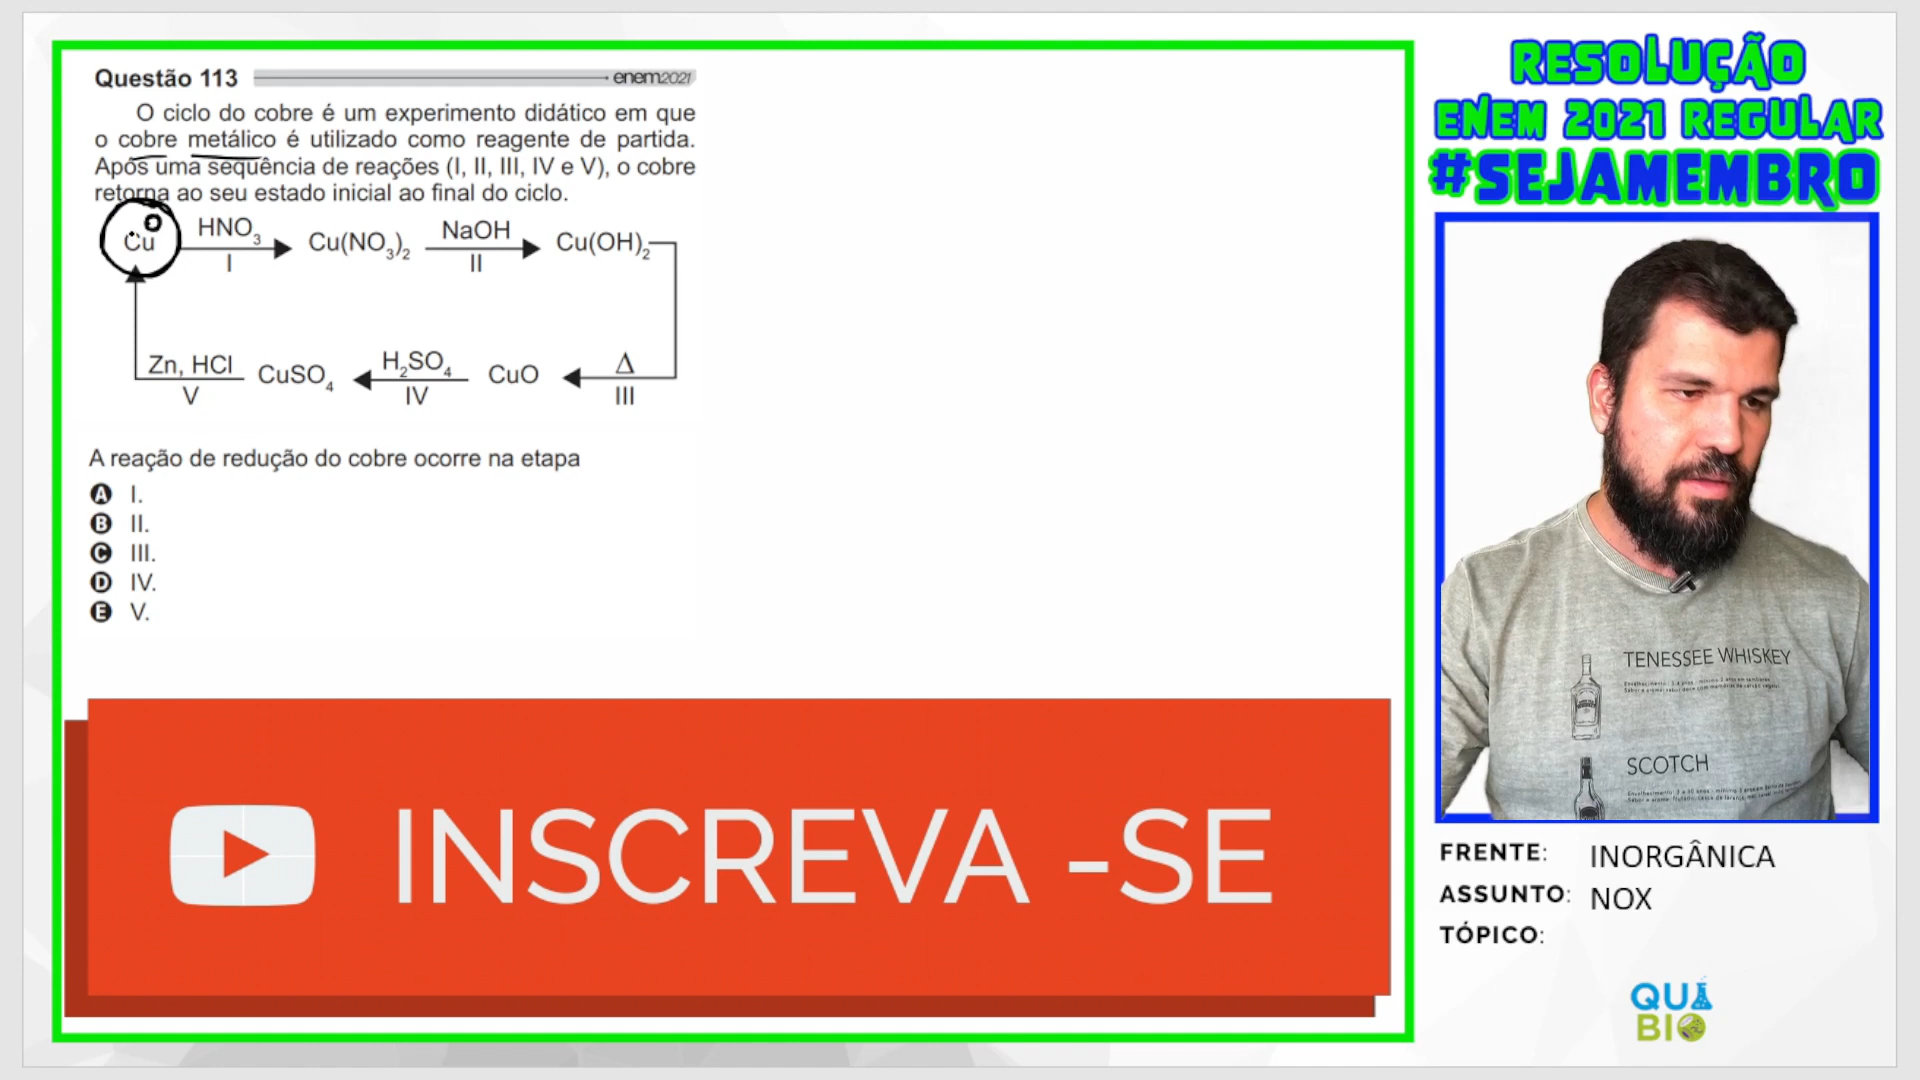 Questão 113
enem2021
O ciclo do cobre é um experimento didático em que
o cobre metálico é utilizado como reagente de partida.
Após uma sequência de reações (I, II, III, IV e V), o cobre
retorna ao seu estado inicial ao final do ciclo.
0
Cu HNO₃ I Cu(NO₃)₂ NaOH II Cu(OH)₂
Zn, HCl V CuSO₄ H₂SO₄ IV CuO Δ III
A reação de redução do cobre ocorre na etapa
A I.
B II.
C III.
D IV.
E V.
INSCREVA -SE
RESOLUÇÃO
ENEM 2021 REGULAR
#SEJAMEMBRO
TENESSEE WHISKEY
SCOTCH
FRENTE: INORGÂNICA
ASSUNTO: NOX
TÓPICO:
QUI
BIO